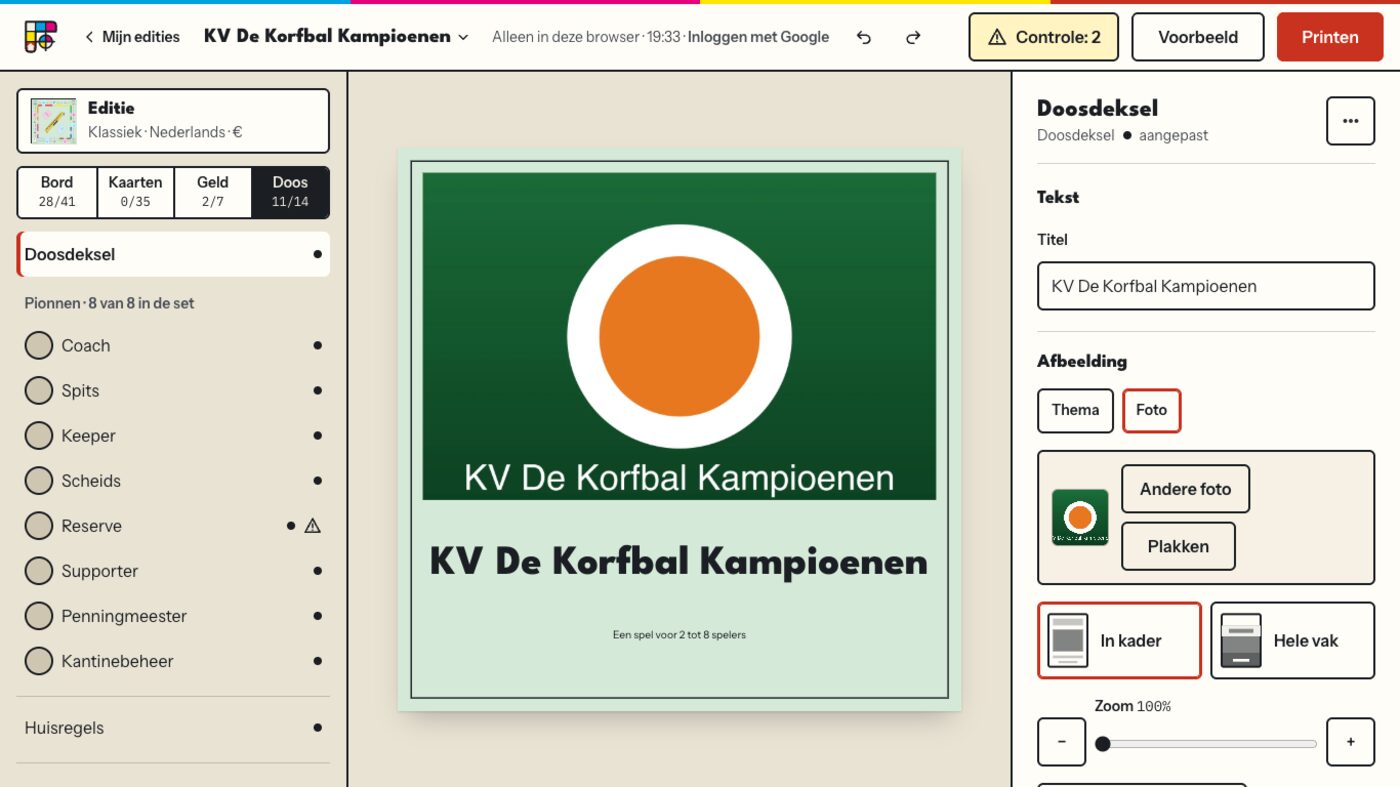 Mijn edities
KV De Korfbal Kampioenen
Alleen in deze browser · 19:33 · Inloggen met Google
Controle: 2
Voorbeeld
Printen
Editie
Klassiek · Nederlands · €
Bord
28/41
Kaarten
0/35
Geld
2/7
Doos
11/14
Doosdeksel
Pionnen · 8 van 8 in de set
Coach
Spits
Keeper
Scheids
Reserve
Supporter
Penningmeester
Kantinebeheer
Huisregels
KV De Korfbal Kampioenen
KV De Korfbal Kampioenen
Een spel voor 2 tot 8 spelers
Doosdeksel
Doosdeksel ● aangepast
Tekst
Titel
KV De Korfbal Kampioenen
Afbeelding
Thema
Foto
Andere foto
Plakken
In kader
Hele vak
Zoom 100%